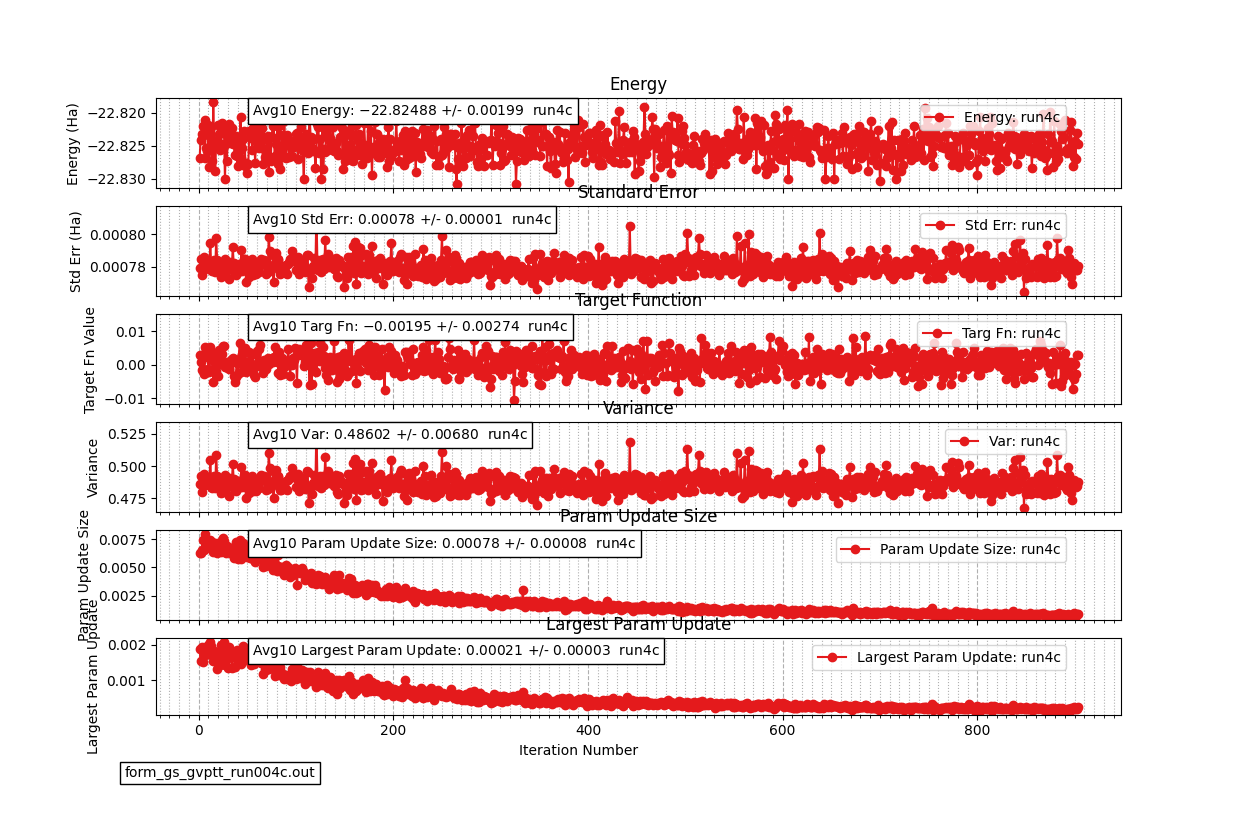 Energy
Avg10 Energy: −22.82488 +/- 0.00199 run4c
Energy: run4c
Energy (Ha)
−22.820
−22.825
−22.830
Standard Error
Avg10 Std Err: 0.00078 +/- 0.00001 run4c
Std Err: run4c
Std Err (Ha)
0.00080
0.00078
Target Function
Avg10 Targ Fn: −0.00195 +/- 0.00274 run4c
Targ Fn: run4c
Target Fn Value
0.01
0.00
−0.01
Variance
Avg10 Var: 0.48602 +/- 0.00680 run4c
Var: run4c
Variance
0.525
0.500
0.475
Param Update Size
Avg10 Param Update Size: 0.00078 +/- 0.00008 run4c
Param Update Size: run4c
Param Update Size
0.0075
0.0050
0.0025
Largest Param Update
Avg10 Largest Param Update: 0.00021 +/- 0.00003 run4c
Largest Param Update: run4c
Largest Param Update
0.002
0.001
0 200 400 600 800
Iteration Number
form_gs_gvptt_run004c.out